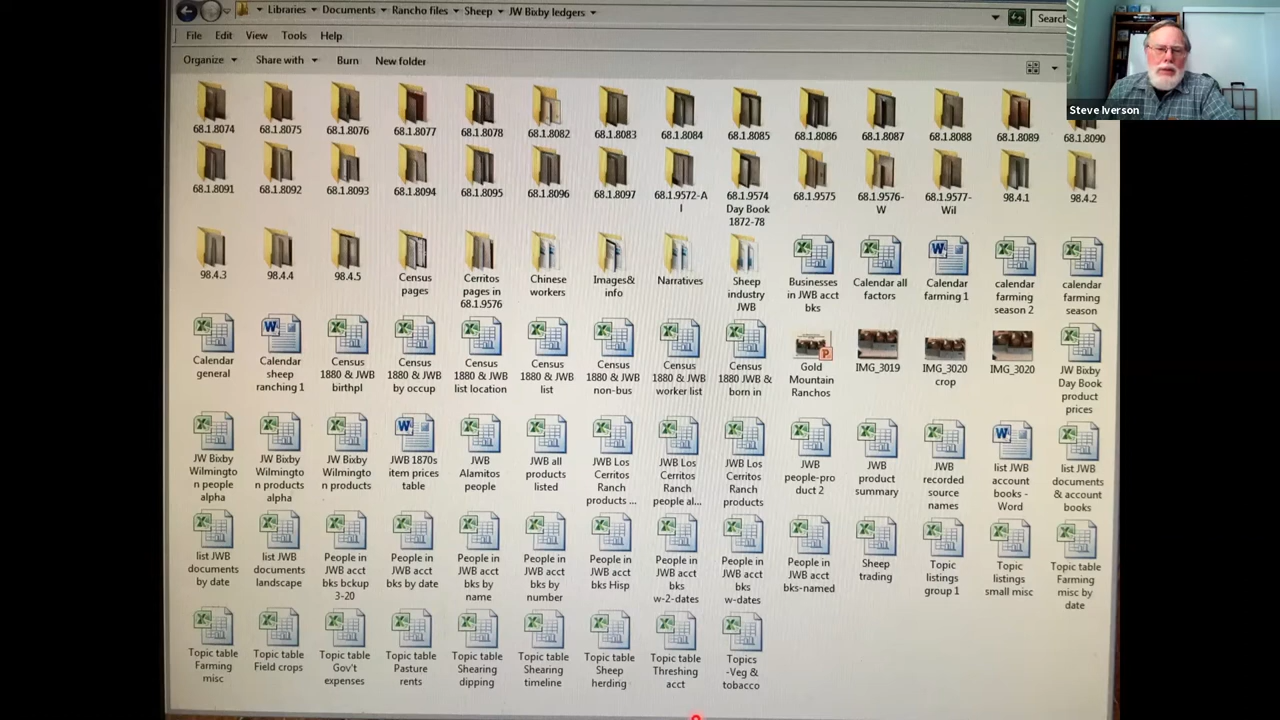 Libraries Documents Rancho files Sheep JW Bixby ledgers
Search
File Edit View Tools Help
Organize Share with Burn New folder
Steve Iverson
68.1.8074 68.1.8075 68.1.8076 68.1.8077 68.1.8078 68.1.8082 68.1.8083 68.1.8084 68.1.8085 68.1.8086 68.1.8087 68.1.8088 68.1.8089 68.1.8090
68.1.8091 68.1.8092 68.1.8093 68.1.8094 68.1.8095 68.1.8096 68.1.8097 68.1.9572-A 68.1.9574 68.1.9575 68.1.9576- 68.1.9577- 98.4.1 98.4.2
I Day Book W Wil
1872-78
98.4.3 98.4.4 98.4.5 Census Cerritos Chinese Images& Narratives Sheep Businesses Calendar all Calendar calendar calendar
pages pages in workers info industry in JWB acct factors farming 1 farming farming
68.1.9576 JWB bks season 2 season
Calendar Calendar Census Census Census Census Census Census Census Gold IMG_3019 IMG_3020 IMG_3020 JW Bixby
general sheep 1880 & JWB 1880 & JWB 1880 & JWB 1880 & JWB 1880 & JWB 1880 & JWB 1880 JWB & Mountain crop Day Book
ranching 1 birthpl by occup list location list non-bus worker list born in Ranchos product
prices
JW Bixby JW Bixby JW Bixby JWB 1870s JWB JWB all JWB Los JWB Los JWB Los JWB JWB JWB list JWB list JWB
Wilmingto Wilmingto Wilmingto item prices Alamitos products Cerritos Cerritos Cerritos people-pro product recorded account documents
n people n products n products table people listed Ranch Ranch Ranch duct 2 summary source books - & account
alpha alpha products ... people al... products names Word books
list JWB list JWB People in People in People in People in People in People in People in People in Sheep Topic Topic Topic table
documents documents JWB acct JWB acct JWB acct JWB acct JWB acct JWB acct JWB acct JWB acct trading listings listings Farming
by date landscape bks bckup bks by date bks by bks by bks Hisp bks bks bks-named group 1 small misc misc by
3-20 name number w-2-dates w-dates date
Topic table Topic table Topic table Topic table Topic table Topic table Topic table Topic table Topics
Farming Field crops Gov't Pasture Shearing Shearing Sheep Threshing -Veg &
misc expenses rents dipping timeline herding acct tobacco